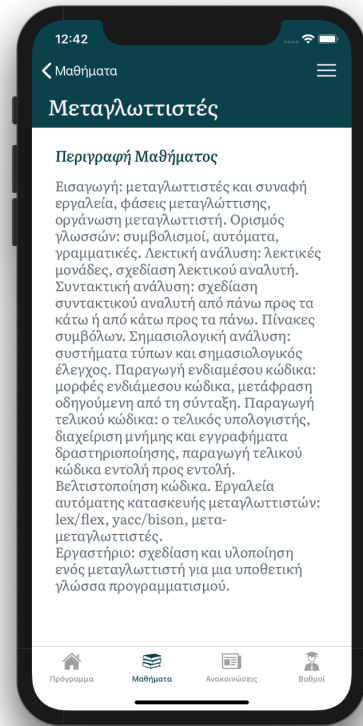 12:42
Μαθήματα
Μεταγλωττιστές
Περιγραφή Μαθήματος
Εισαγωγή: μεταγλωττιστές και συναφή
εργαλεία, φάσεις μεταγλώττισης,
οργάνωση μεταγλωττιστή. Ορισμός
γλωσσών: συμβολισμοί, αυτόματα,
γραμματικές. Λεκτική ανάλυση: λεκτικές
μονάδες, σχεδίαση λεκτικού αναλυτή.
Συντακτική ανάλυση: σχεδίαση
συντακτικού αναλυτή από πάνω προς τα
κάτω ή από κάτω προς τα πάνω. Πίνακες
συμβόλων. Σημασιολογική ανάλυση:
συστήματα τύπων και σημασιολογικός
έλεγχος. Παραγωγή ενδιαμέσου κώδικα:
μορφές ενδιάμεσου κώδικα, μετάφραση
οδηγούμενη από τη σύνταξη. Παραγωγή
τελικού κώδικα: ο τελικός υπολογιστής,
διαχείριση μνήμης και εγγραφήματα
δραστηριοποίησης, παραγωγή τελικού
κώδικα εντολή προς εντολή.
Βελτιστοποίηση κώδικα. Εργαλεία
αυτόματης κατασκευής μεταγλωττιστών:
lex/flex, yacc/bison, μετα-
μεταγλωττιστές.
Εργαστήριο: σχεδίαση και υλοποίηση
ενός μεταγλωττιστή για μια υποθετική
γλώσσα προγραμματισμού.
Πρόγραμμα Μαθήματα Ανακοινώσεις Βαθμοί